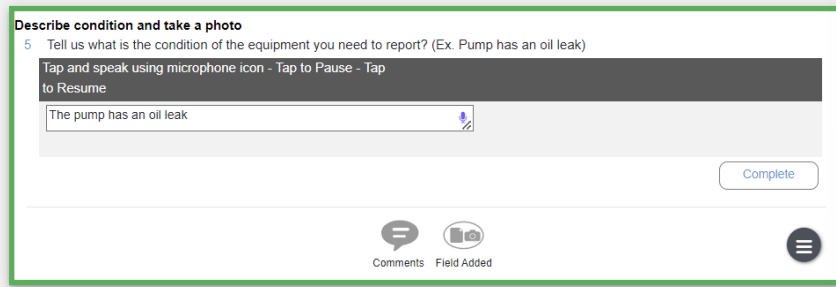 Describe condition and take a photo
5 Tell us what is the condition of the equipment you need to report? (Ex. Pump has an oil leak)
Tap and speak using microphone icon - Tap to Pause - Tap
to Resume
The pump has an oil leak
Complete
Comments Field Added